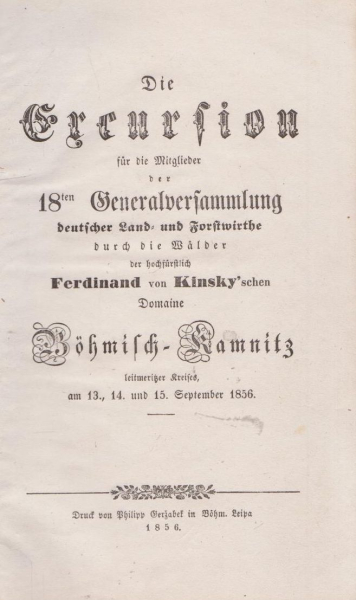 Die
Excursion
für die Mitglieder
der
18ten Generalversammlung
deutscher Land- und Forstwirthe
durch die Wälder
der hochfürstlich
Ferdinand von Kinsky'schen
Domaine
Böhmisch-Kamnitz
leitmeritzer Kreises,
am 13., 14. und 15. September 1856.
Druck von Philipp Geržabek in Böhm. Leipa
1856.